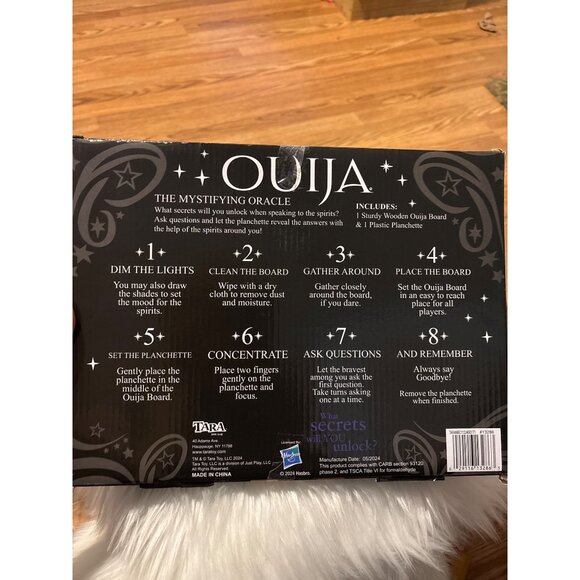 OUIJA
THE MYSTIFYING ORACLE
What secrets will you unlock when speaking to the spirits?
Ask questions and let the planchette reveal the answers with
the help of the spirits around you!
INCLUDES:
1 Sturdy Wooden Ouija Board
& 1 Plastic Planchette
1
DIM THE LIGHTS
You may also draw
the shades to set
the mood for the
spirits.
2
CLEAN THE BOARD
Wipe with a dry
cloth to remove dust
and moisture.
3
GATHER AROUND
Gather closely
around the board,
if you dare.
4
PLACE THE BOARD
Set the Ouija Board
in an easy to reach
place for all
players.
5
SET THE PLANCHETTE
Gently place the
planchette in the
middle of the
Ouija Board.
6
CONCENTRATE
Place two fingers
gently on the
planchette and
focus.
7
ASK QUESTIONS
Let the bravest
among you ask the
first question.
Take turns asking
one at a time.
8
AND REMEMBER
Always say
Goodbye!
Remove the planchette
when finished.
TARA
40 Adams Ave.
Hauppauge, NY 11788
www.taratoy.com
TM & © Tara Toy, LLC 2024
Tara Toy, LLC is a division of Just Play, LLC
MADE IN CHINA
Licensed by:
Hasbro
© 2024 Hasbro.
What
secrets
will YOU
unlock?
Manufacture Date: 05/2024
This product complies with CARB section 93120
phase 2, and TSCA Title VI for formaldehyde
#13286